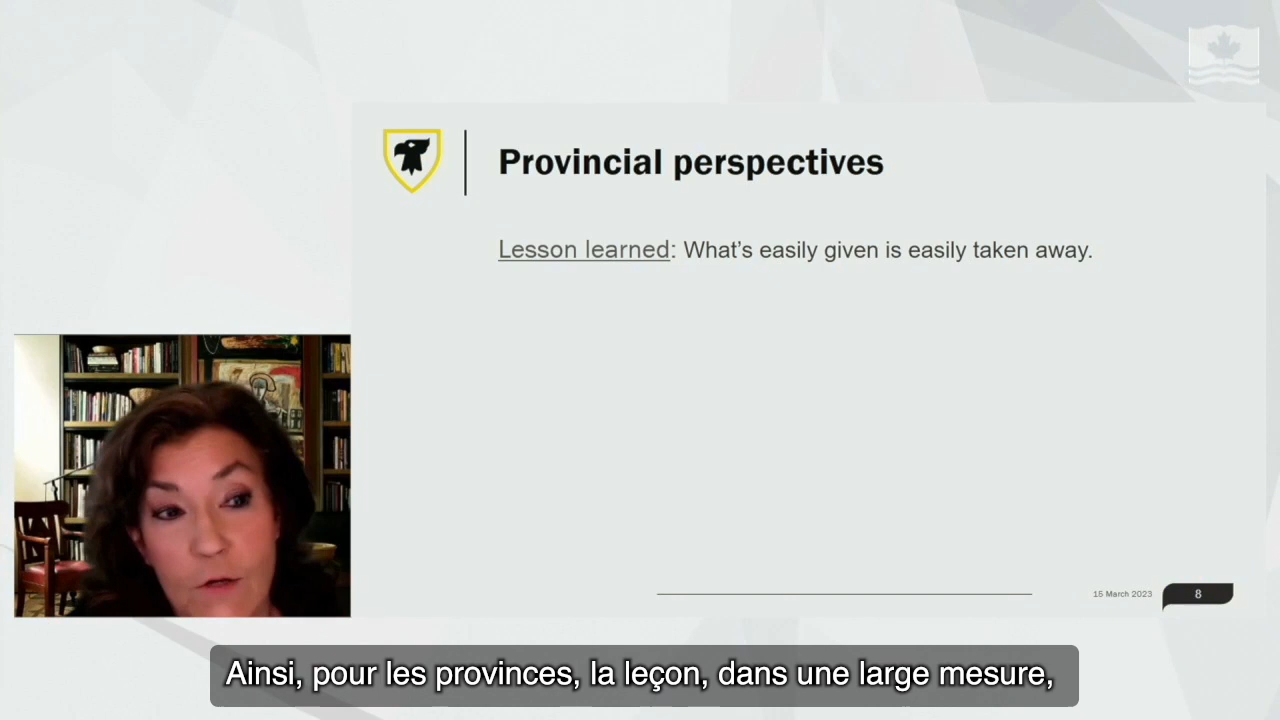 Provincial perspectives
Lesson learned: What's easily given is easily taken away.
15 March 2023
8
Ainsi, pour les provinces, la leçon, dans une large mesure,